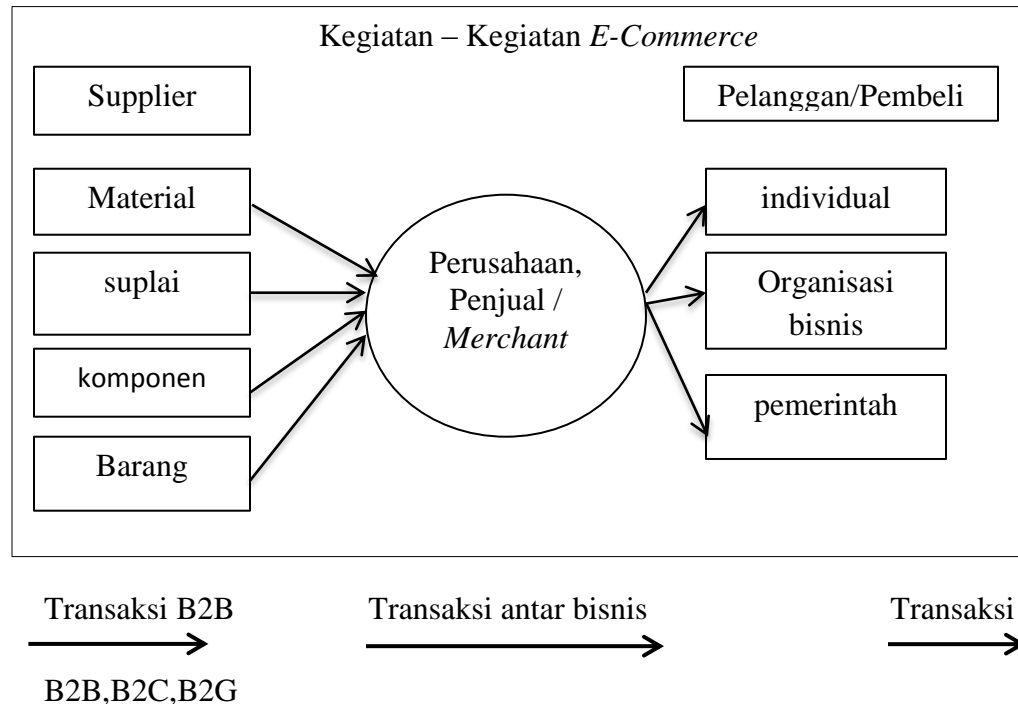 Kegiatan – Kegiatan E-Commerce
Supplier
Pelanggan/Pembeli
Material
suplai
komponen
Barang
Perusahaan,
Penjual /
Merchant
individual
Organisasi
bisnis
pemerintah
Transaksi B2B
Transaksi antar bisnis
Transaksi
B2B,B2C,B2G